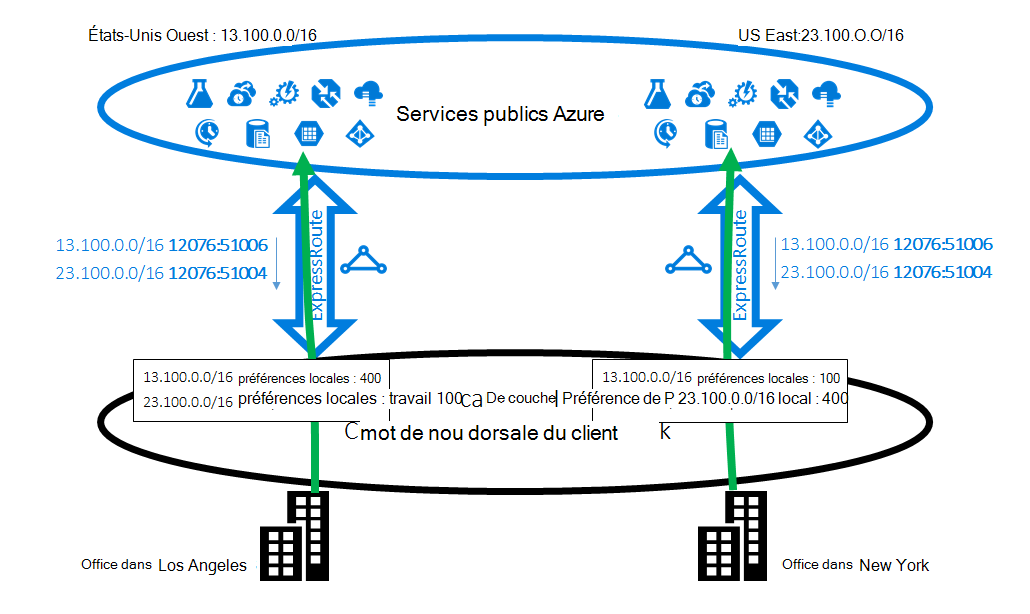 États-Unis Ouest : 13.100.0.0/16
US East:23.100.O.O/16
Services publics Azure
13.100.0.0/16 12076:51006
23.100.0.0/16 12076:51004
ExpressRoute
ExpressRoute
13.100.0.0/16 12076:51006
23.100.0.0/16 12076:51004
13.100.0.0/16 préférences locales : 400
23.100.0.0/16 préférences locales : travail 100
13.100.0.0/16 préférences locales : 100
ca De couche l Préférence de P 23.100.0.0/16 local : 400
C mot de nou dorsale du client k
Office dans Los Angeles
Office dans New York